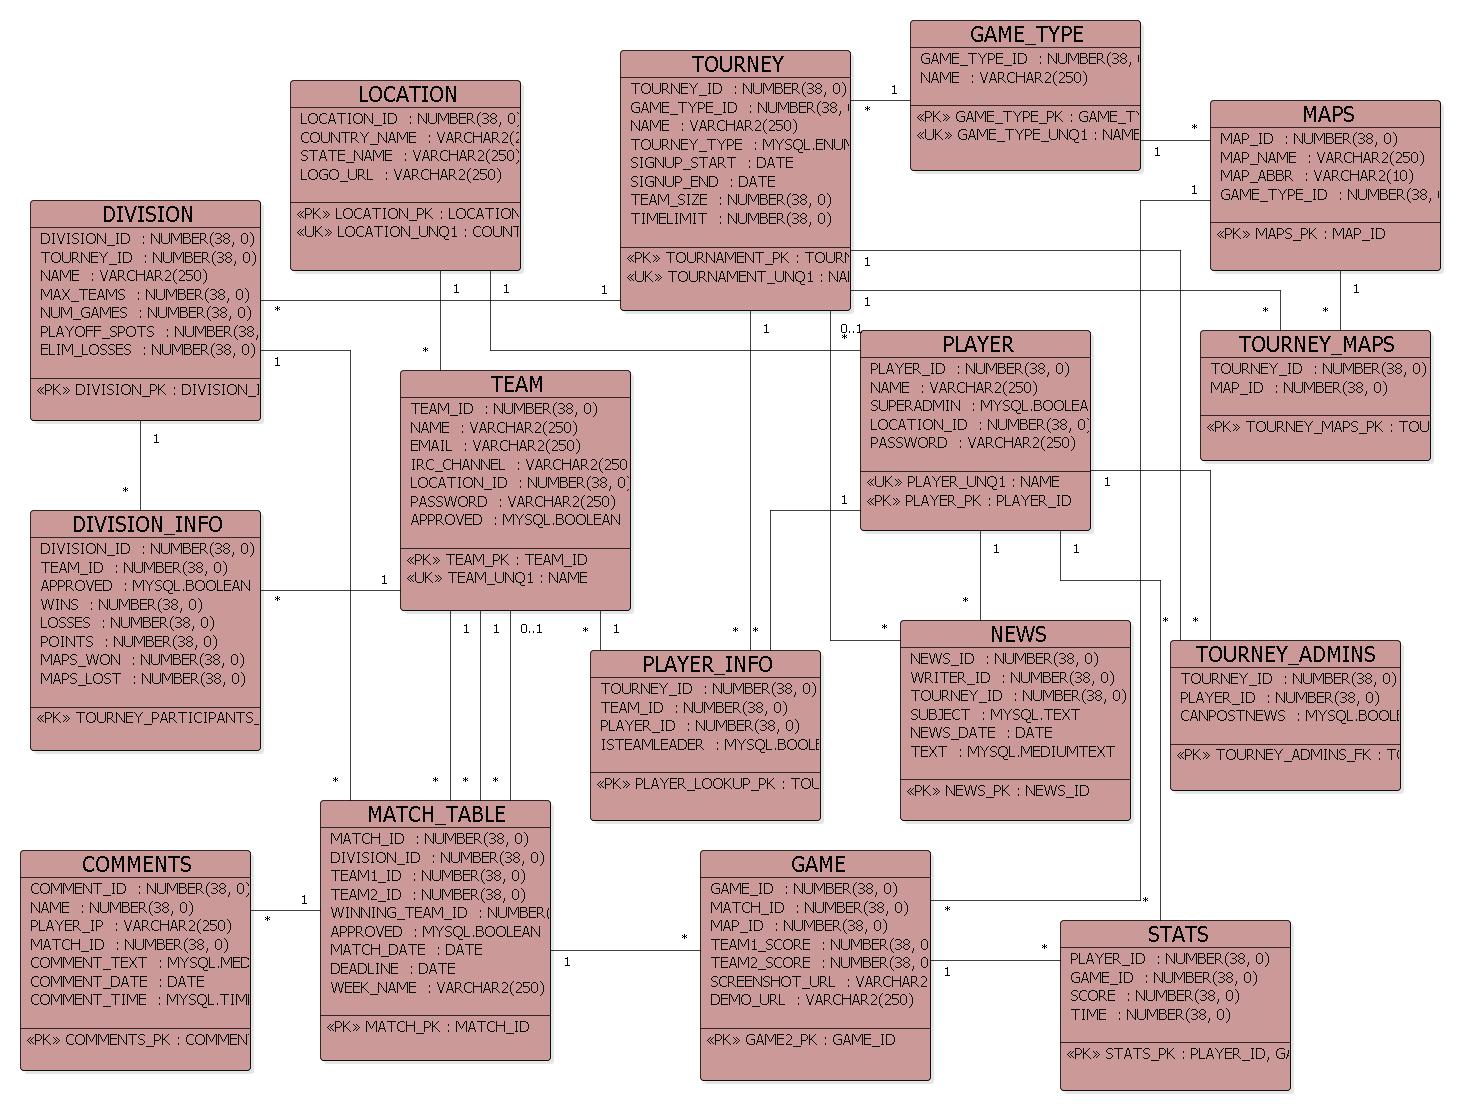 GAME_TYPE
GAME_TYPE_ID : NUMBER(38,
NAME : VARCHAR2(250)
«PK» GAME_TYPE_PK : GAME_TY
«UK» GAME_TYPE_UNQ1 : NAME
TOURNEY
TOURNEY_ID : NUMBER(38, 0)
GAME_TYPE_ID : NUMBER(38,
NAME : VARCHAR2(250)
TOURNEY_TYPE : MYSQL.ENUM
SIGNUP_START : DATE
SIGNUP_END : DATE
TEAM_SIZE : NUMBER(38, 0)
TIMELIMIT : NUMBER(38, 0)
«PK» TOURNAMENT_PK : TOURN
«UK» TOURNAMENT_UNQ1 : NAM
1
*
LOCATION
LOCATION_ID : NUMBER(38, 0)
COUNTRY_NAME : VARCHAR2(2
STATE_NAME : VARCHAR2(250)
LOGO_URL : VARCHAR2(250)
«PK» LOCATION_PK : LOCATION
«UK» LOCATION_UNQ1 : COUNT
MAPS
MAP_ID : NUMBER(38, 0)
MAP_NAME : VARCHAR2(250)
MAP_ABBR : VARCHAR2(10)
GAME_TYPE_ID : NUMBER(38,
«PK» MAPS_PK : MAP_ID
*
1
1
DIVISION
DIVISION_ID : NUMBER(38, 0)
TOURNEY_ID : NUMBER(38, 0)
NAME : VARCHAR2(250)
MAX_TEAMS : NUMBER(38, 0)
NUM_GAMES : NUMBER(38, 0)
PLAYOFF_SPOTS : NUMBER(38,
ELIM_LOSSES : NUMBER(38, 0)
«PK» DIVISION_PK : DIVISION_I
1
1
1
*
1
1
*
1
*
1
0..1
*
1
*
PLAYER
PLAYER_ID : NUMBER(38, 0)
NAME : VARCHAR2(250)
SUPERADMIN : MYSQL.BOOLEA
LOCATION_ID : NUMBER(38, 0)
PASSWORD : VARCHAR2(250)
«UK» PLAYER_UNQ1 : NAME
«PK» PLAYER_PK : PLAYER_ID
TOURNEY_MAPS
TOURNEY_ID : NUMBER(38, 0)
MAP_ID : NUMBER(38, 0)
«PK» TOURNEY_MAPS_PK : TOU
TEAM
TEAM_ID : NUMBER(38, 0)
NAME : VARCHAR2(250)
EMAIL : VARCHAR2(250)
IRC_CHANNEL : VARCHAR2(250
LOCATION_ID : NUMBER(38, 0)
PASSWORD : VARCHAR2(250)
APPROVED : MYSQL.BOOLEAN
«PK» TEAM_PK : TEAM_ID
«UK» TEAM_UNQ1 : NAME
1
*
1
1
DIVISION_INFO
DIVISION_ID : NUMBER(38, 0)
TEAM_ID : NUMBER(38, 0)
APPROVED : MYSQL.BOOLEAN
WINS : NUMBER(38, 0)
LOSSES : NUMBER(38, 0)
POINTS : NUMBER(38, 0)
MAPS_WON : NUMBER(38, 0)
MAPS_LOST : NUMBER(38, 0)
«PK» TOURNEY_PARTICIPANTS_
1
1
1
*
*
1
1
0..1
*
1
*
*
*
*
*
PLAYER_INFO
TOURNEY_ID : NUMBER(38, 0)
TEAM_ID : NUMBER(38, 0)
PLAYER_ID : NUMBER(38, 0)
ISTEAMLEADER : MYSQL.BOOLE
«PK» PLAYER_LOOKUP_PK : TOU
NEWS
NEWS_ID : NUMBER(38, 0)
WRITER_ID : NUMBER(38, 0)
TOURNEY_ID : NUMBER(38, 0)
SUBJECT : MYSQL.TEXT
NEWS_DATE : DATE
TEXT : MYSQL.MEDIUMTEXT
«PK» NEWS_PK : NEWS_ID
TOURNEY_ADMINS
TOURNEY_ID : NUMBER(38, 0)
PLAYER_ID : NUMBER(38, 0)
CANPOSTNEWS : MYSQL.BOOLE
«PK» TOURNEY_ADMINS_FK : TO
*
*
*
*
*
MATCH_TABLE
MATCH_ID : NUMBER(38, 0)
DIVISION_ID : NUMBER(38, 0)
TEAM1_ID : NUMBER(38, 0)
TEAM2_ID : NUMBER(38, 0)
WINNING_TEAM_ID : NUMBER(
APPROVED : MYSQL.BOOLEAN
MATCH_DATE : DATE
DEADLINE : DATE
WEEK_NAME : VARCHAR2(250)
«PK» MATCH_PK : MATCH_ID
COMMENTS
COMMENT_ID : NUMBER(38, 0)
NAME : NUMBER(38, 0)
PLAYER_IP : VARCHAR2(250)
MATCH_ID : NUMBER(38, 0)
COMMENT_TEXT : MYSQL.MED
COMMENT_DATE : DATE
COMMENT_TIME : MYSQL.TIM
«PK» COMMENTS_PK : COMMEN
1
*
GAME
GAME_ID : NUMBER(38, 0)
MATCH_ID : NUMBER(38, 0)
MAP_ID : NUMBER(38, 0)
TEAM1_SCORE : NUMBER(38, 0
TEAM2_SCORE : NUMBER(38, 0
SCREENSHOT_URL : VARCHAR2
DEMO_URL : VARCHAR2(250)
«PK» GAME2_PK : GAME_ID
*
1
*
*
*
1
STATS
PLAYER_ID : NUMBER(38, 0)
GAME_ID : NUMBER(38, 0)
SCORE : NUMBER(38, 0)
TIME : NUMBER(38, 0)
«PK» STATS_PK : PLAYER_ID, GA